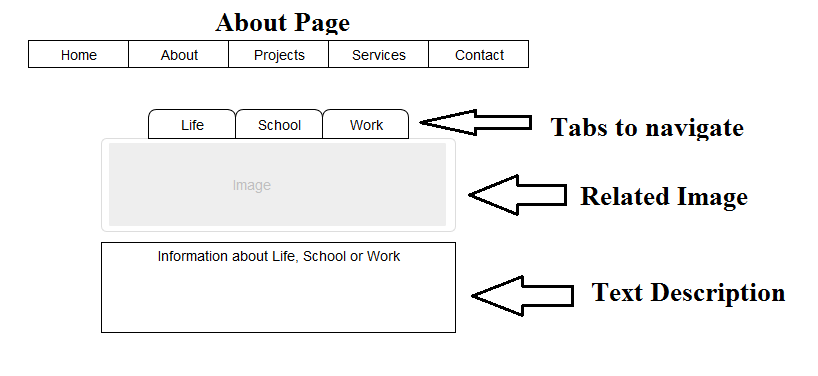 About Page
Home About Projects Services Contact
Life School Work
Tabs to navigate
Image
Related Image
Information about Life, School or Work
Text Description